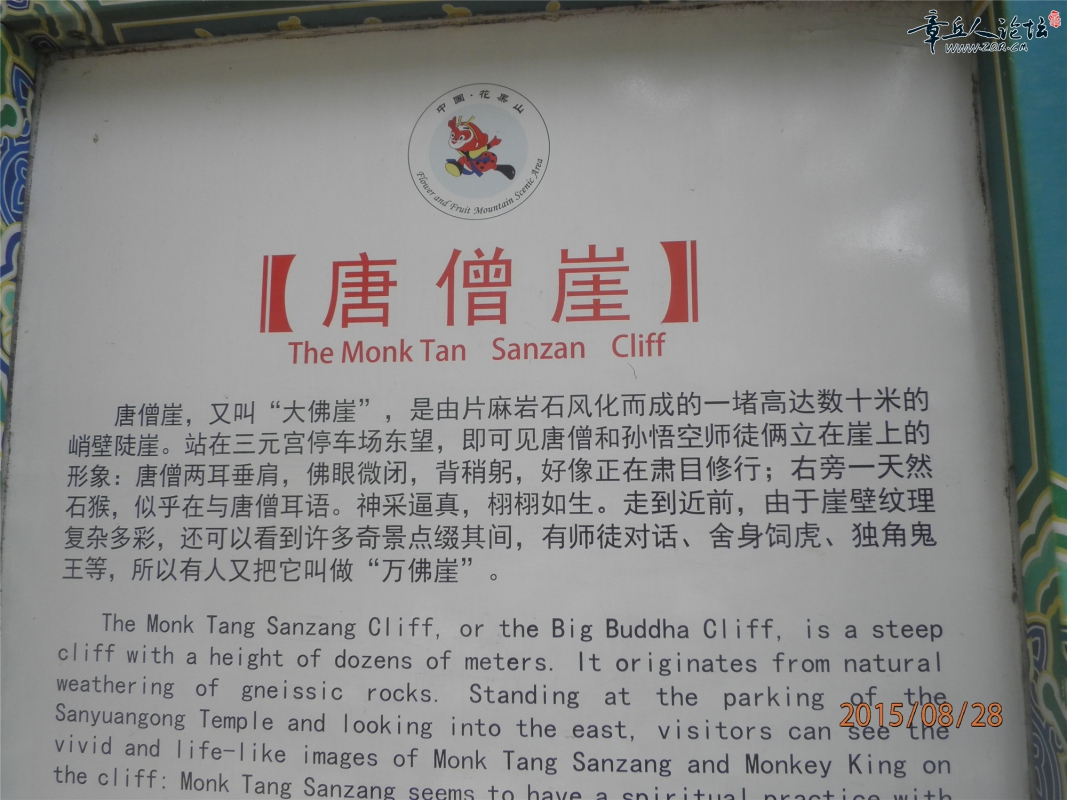 章丘人论坛
www.ZQR.CN
中國·花果山
Flower and Fruit Mountain Scenic Area
【唐僧崖】
The Monk Tan Sanzan Cliff
唐僧崖，又叫“大佛崖”，是由片麻岩石风化而成的一堵高达数十米的
峭壁陡崖。站在三元宫停车场东望，即可见唐僧和孙悟空师徒俩立在崖上的
形象：唐僧两耳垂肩，佛眼微闭，背稍躬，好像正在肃目修行；右旁一天然
石猴，似乎在与唐僧耳语。神采逼真，栩栩如生。走到近前，由于崖壁纹理
复杂多彩，还可以看到许多奇景点缀其间，有师徒对话、舍身饲虎、独角鬼
王等，所以有人又把它叫做“万佛崖”。
The Monk Tang Sanzang Cliff, or the Big Buddha Cliff, is a steep
cliff with a height of dozens of meters. It originates from natural
weathering of gneissic rocks. Standing at the parking of the
Sanyuangong Temple and looking into the east, visitors can see the
vivid and life-like images of Monk Tang Sanzang and Monkey King on
the cliff: Monk Tang Sanzang seems to have a spiritual practice with
2015/08/28